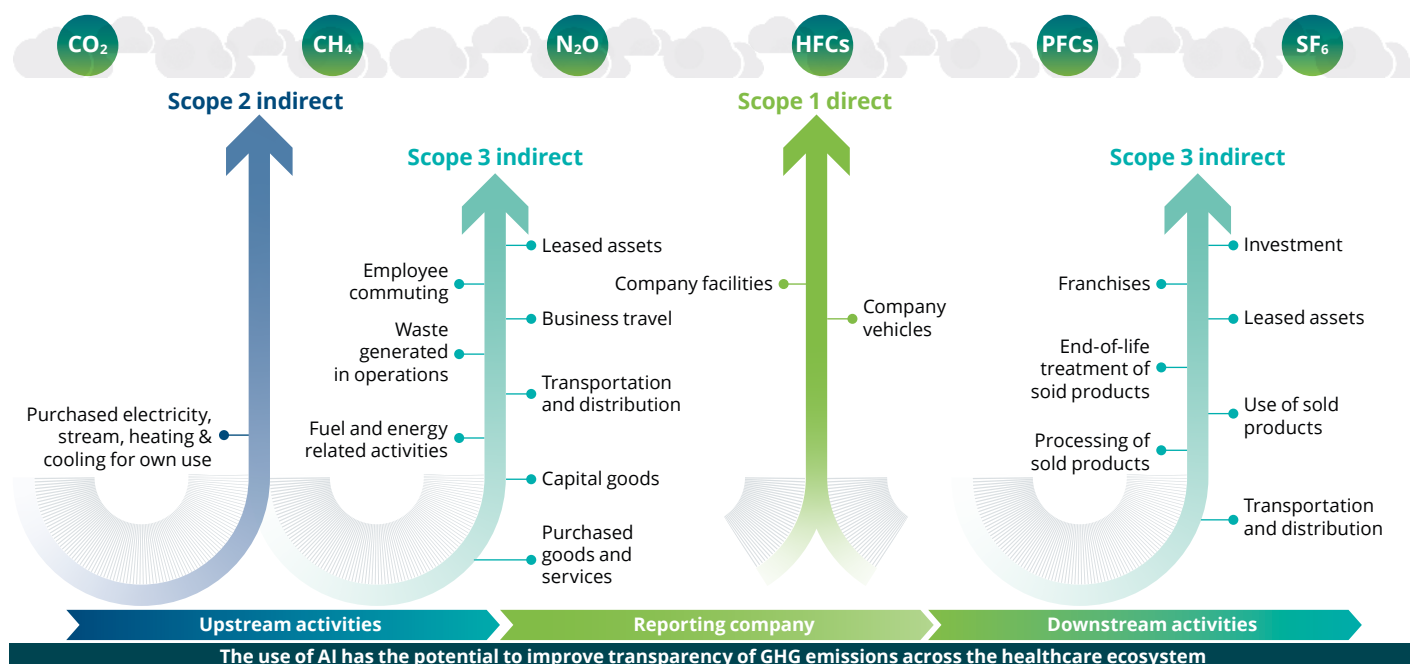 CO₂
CH₄
N₂O
HFCs
PFCs
SF₆
Scope 2 indirect
Purchased electricity,
stream, heating &
cooling for own use
Scope 3 indirect
Leased assets
Employee
commuting
Business travel
Waste
generated
in operations
Transportation
and distribution
Fuel and energy
related activities
Capital goods
Purchased
goods and
services
Scope 1 direct
Company facilities
Company
vehicles
Scope 3 indirect
Investment
Franchises
Leased assets
End-of-life
treatment of
soid products
Use of sold
products
Processing of
sold products
Transportation
and distribution
Upstream activities
Reporting company
Downstream activities
The use of AI has the potential to improve transparency of GHG emissions across the healthcare ecosystem